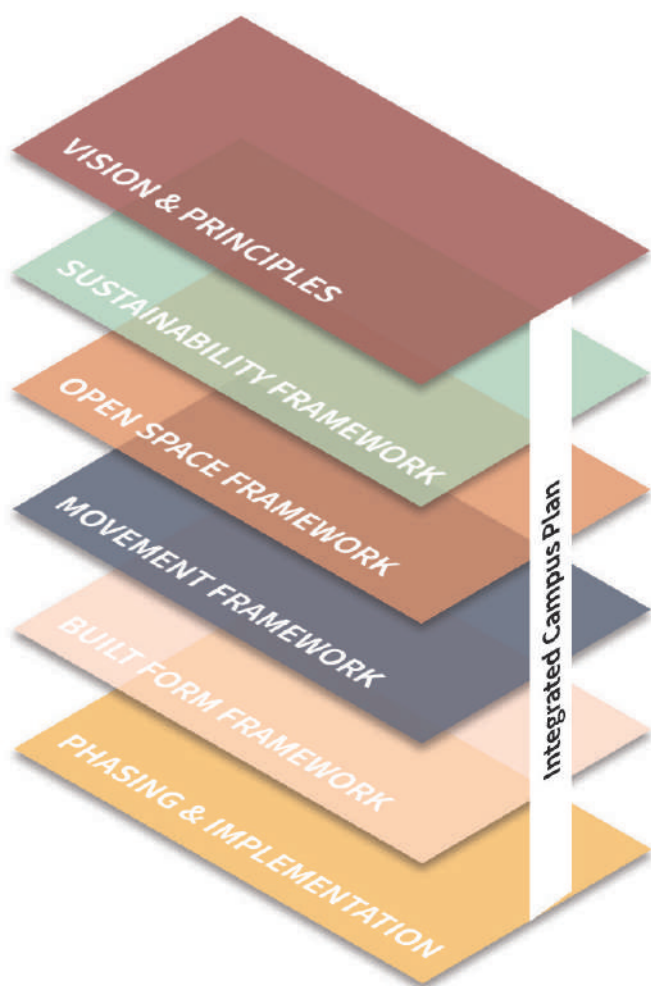 VISION & PRINCIPLES
SUSTAINABILITY FRAMEWORK
OPEN SPACE FRAMEWORK
MOVEMENT FRAMEWORK
BUILT FORM FRAMEWORK
PHASING & IMPLEMENTATION
Integrated Campus Plan